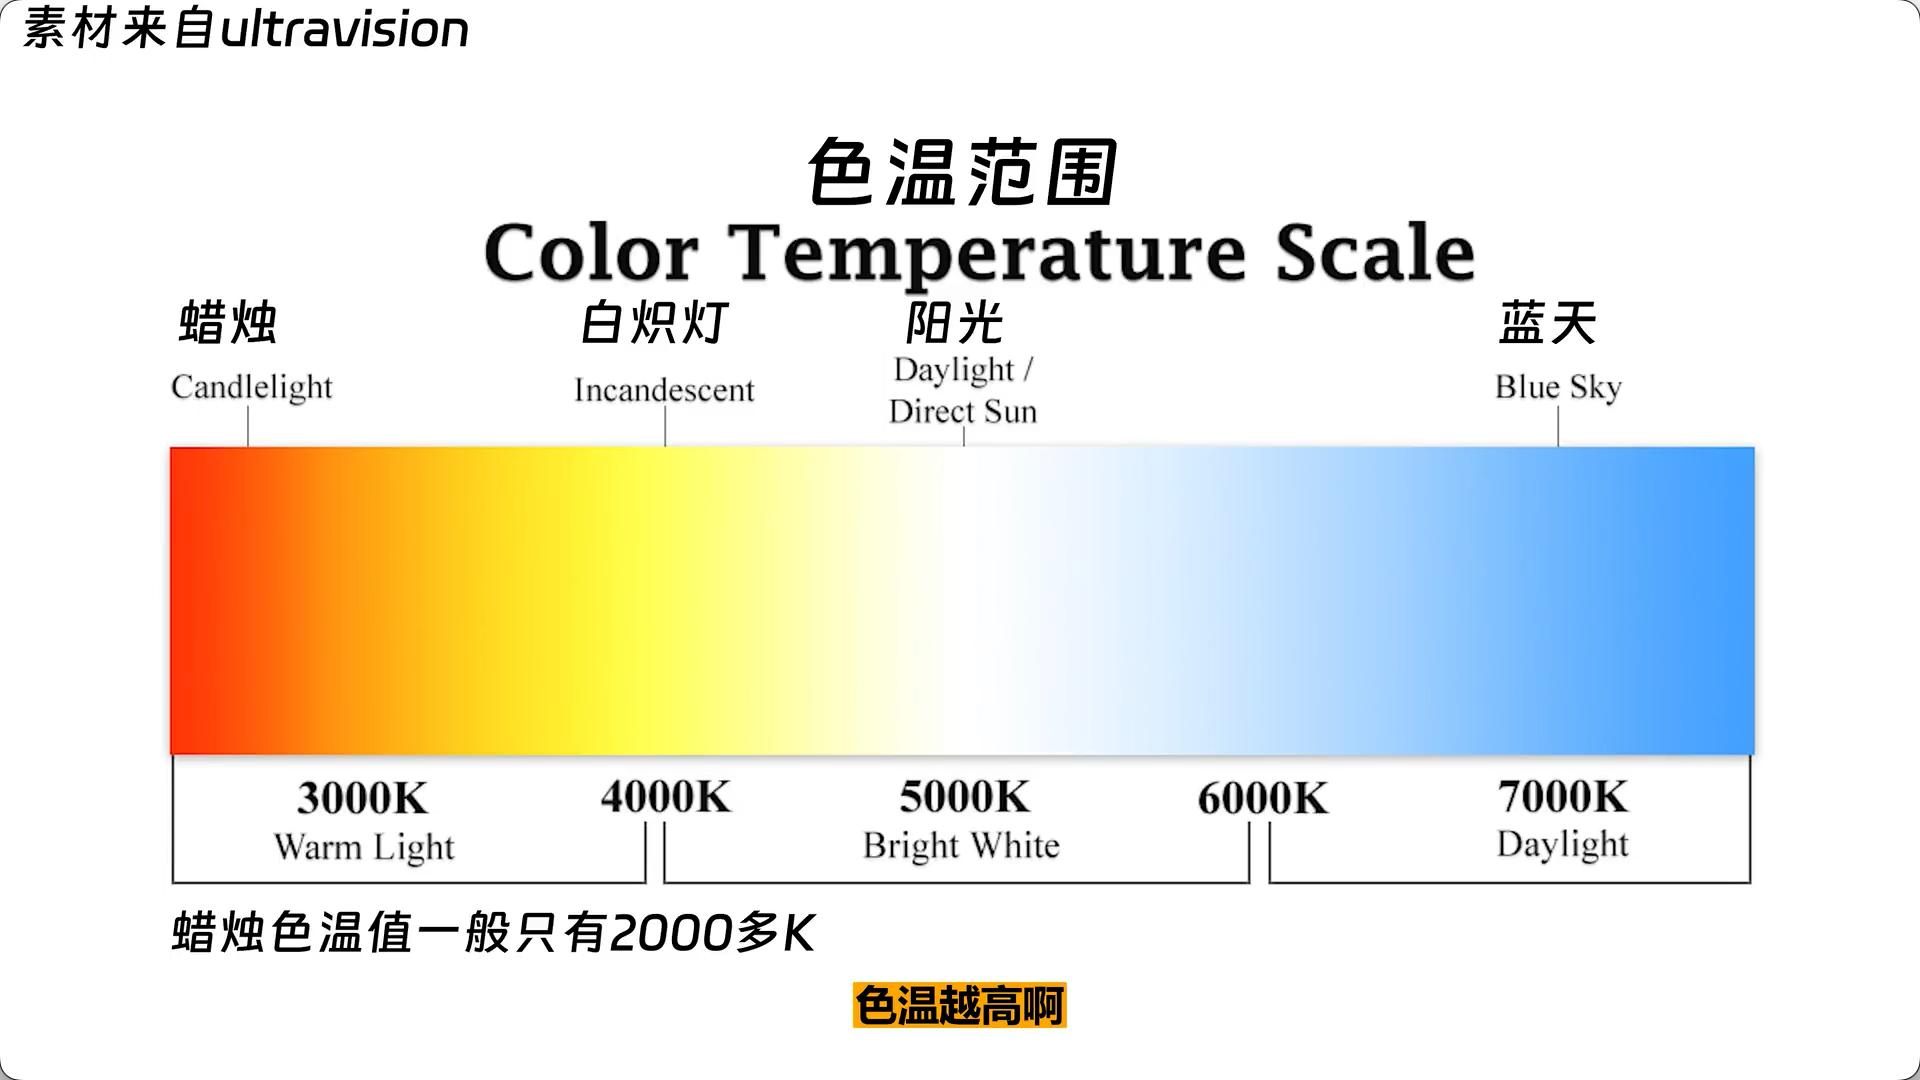 素材来自ultravision
色温范围
Color Temperature Scale
蜡烛 白炽灯 阳光 蓝天
Candlelight Incandescent Daylight / Direct Sun Blue Sky
3000K 4000K 5000K 6000K 7000K
Warm Light Bright White Daylight
蜡烛色温值一般只有2000多K
色温越高啊